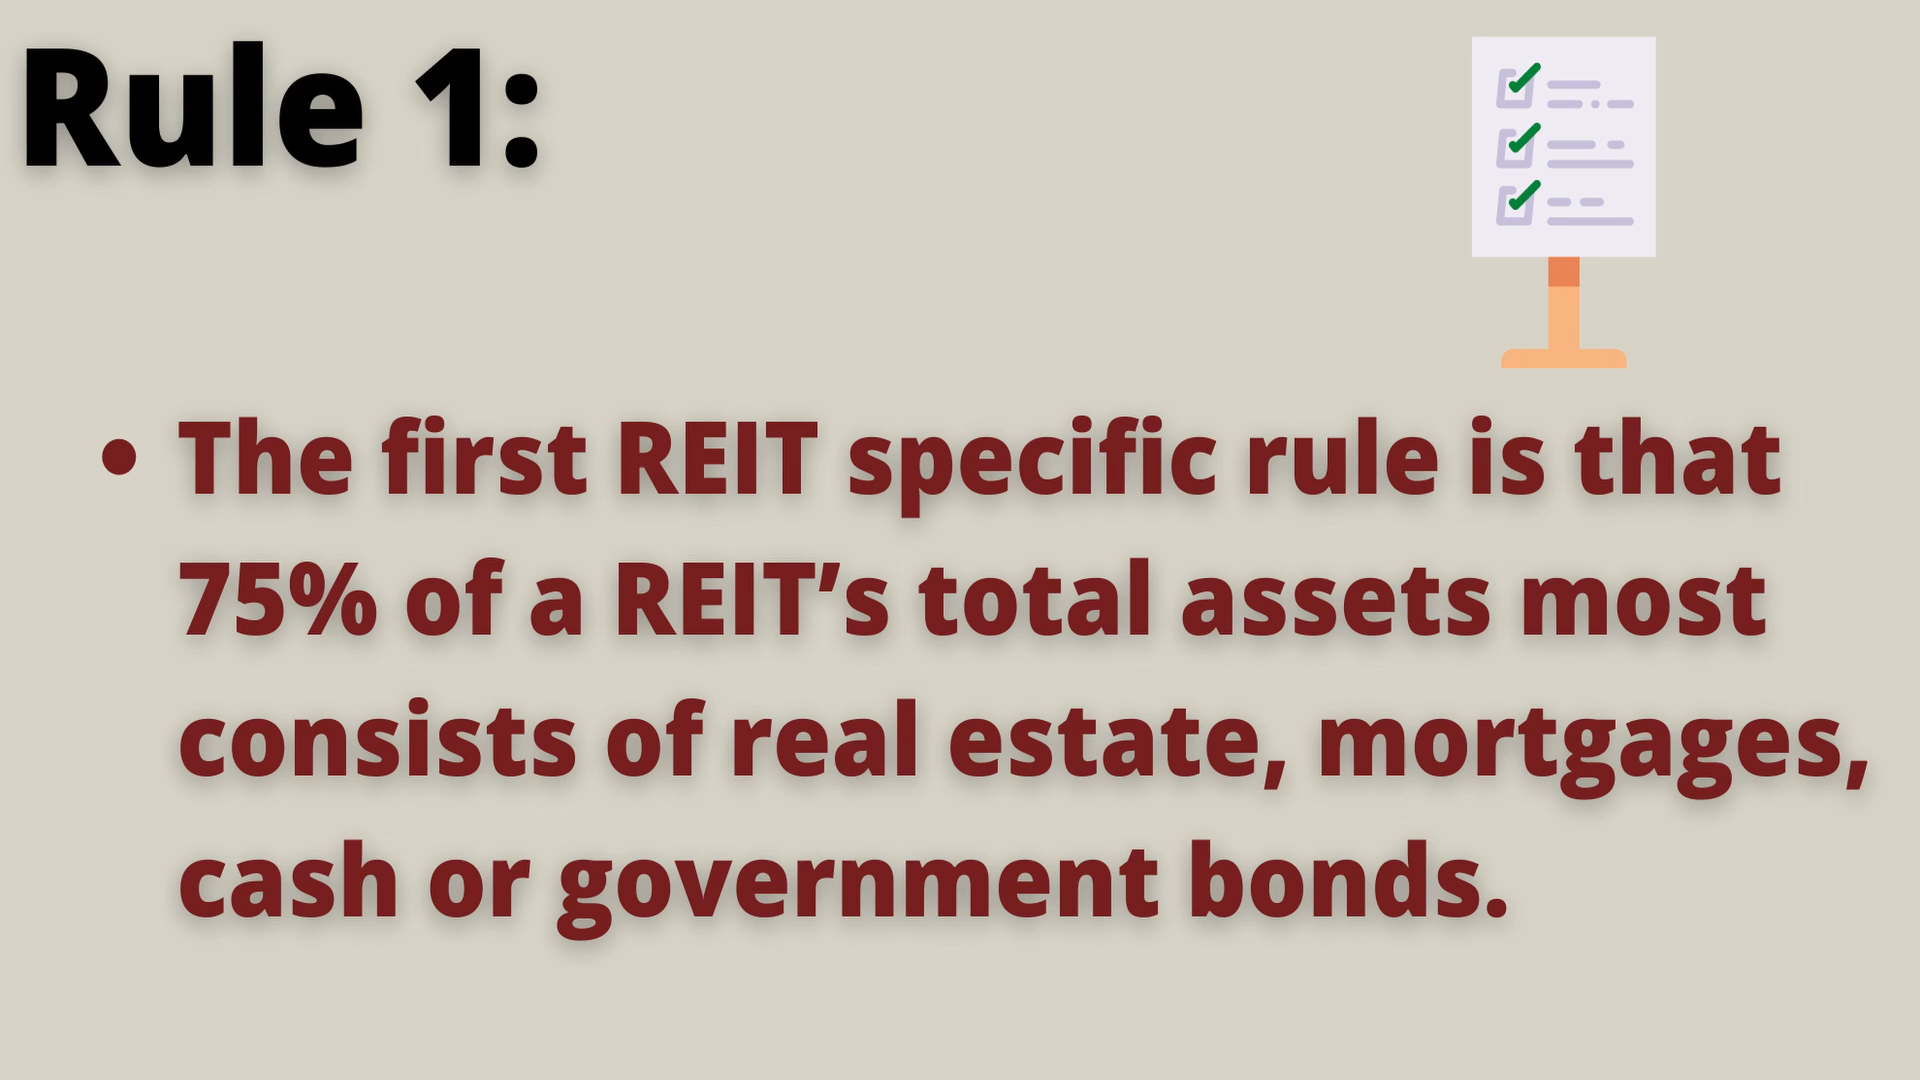 Rule 1:
• The first REIT specific rule is that
75% of a REIT’s total assets most
consists of real estate, mortgages,
cash or government bonds.